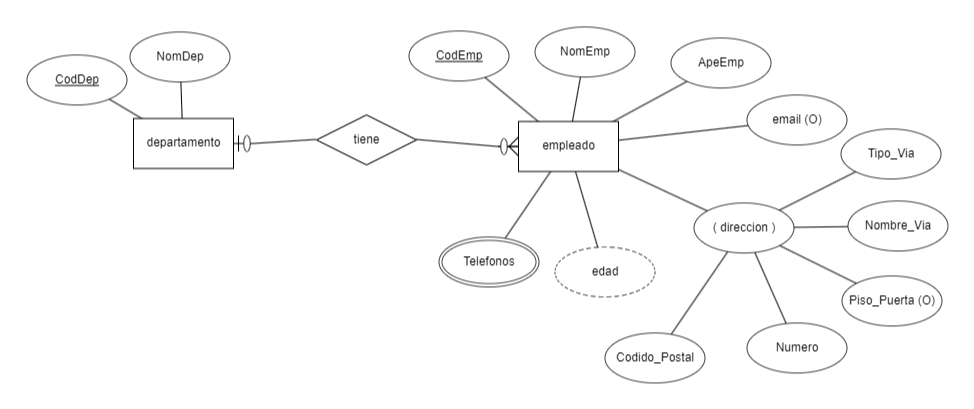 CodDep
NomDep
departamento
tiene
CodEmp
NomEmp
ApeEmp
email (O)
empleado
Tipo_Via
Nombre_Via
( direccion )
Piso_Puerta (O)
Numero
Codido_Postal
Telefonos
edad